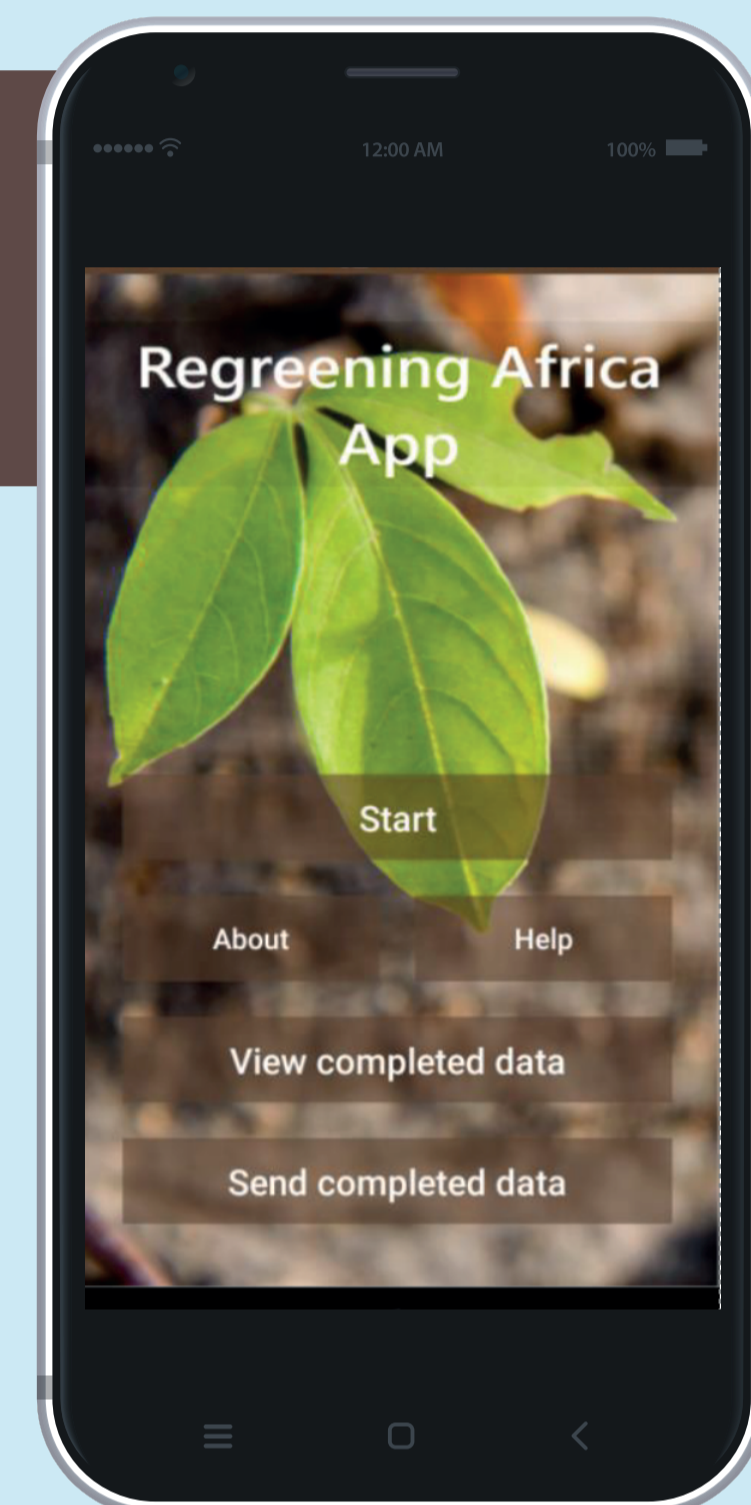 12:00 AM 100%
Regreening Africa
App
Start
About Help
View completed data
Send completed data